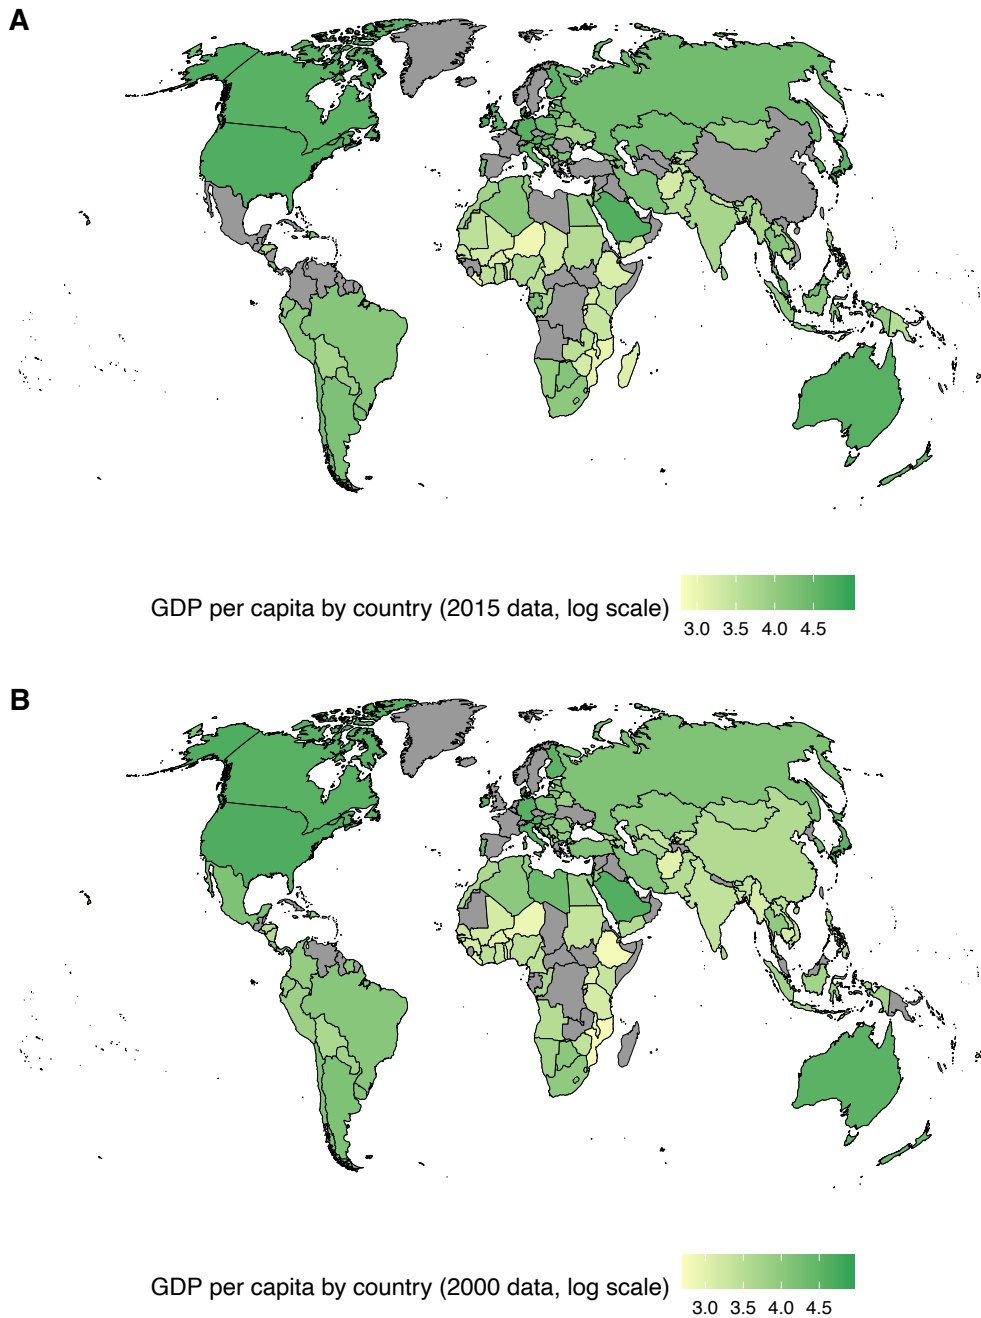 A
GDP per capita by country (2015 data, log scale)
3.0 3.5 4.0 4.5
B
GDP per capita by country (2000 data, log scale)
3.0 3.5 4.0 4.5